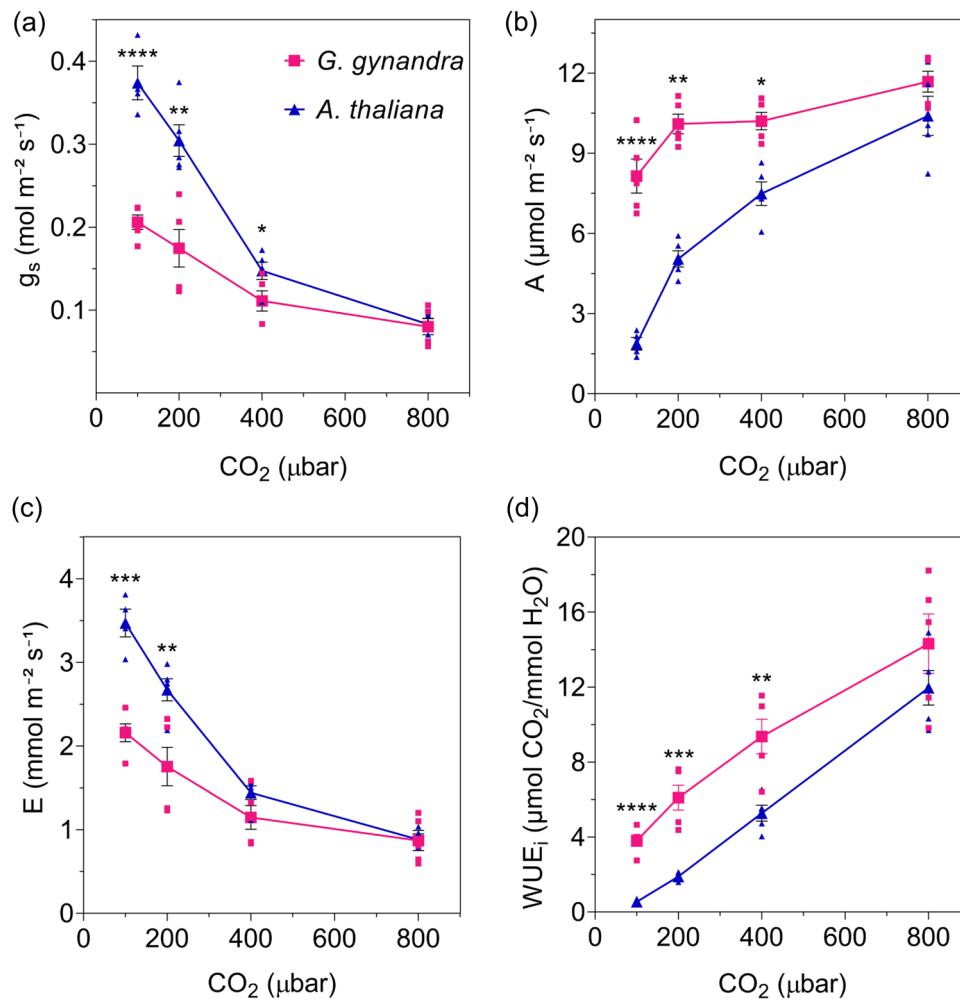 (a)
gₛ (mol m⁻² s⁻¹)
0.4
0.3
0.2
0.1
****
**
*
G. gynandra
A. thaliana
0 200 400 600 800
CO₂ (μbar)
(b)
A (μmol m⁻² s⁻¹)
12
9
6
3
0
****
**
*
0 200 400 600 800
CO₂ (μbar)
(c)
E (mmol m⁻² s⁻¹)
4
3
2
1
0
***
**
0 200 400 600 800
CO₂ (μbar)
(d)
WUEᵢ (μmol CO₂/mmol H₂O)
20
16
12
8
4
0
****
***
**
0 200 400 600 800
CO₂ (μbar)